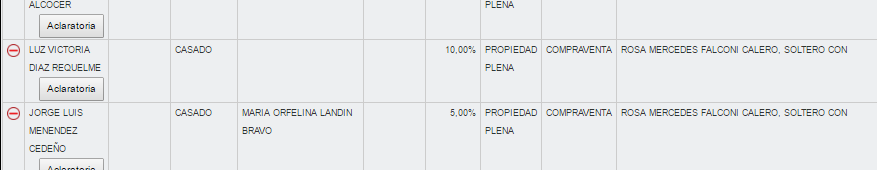 ALCOCER PLENA
Aclaratoria
LUZ VICTORIA CASADO 10,00% PROPIEDAD COMPRAVENTA ROSA MERCEDES FALCONI CALERO, SOLTERO CON
DIAZ REQUELME PLENA
Aclaratoria
JORGE LUIS CASADO MARIA ORFELINA LANDIN 5,00% PROPIEDAD COMPRAVENTA ROSA MERCEDES FALCONI CALERO, SOLTERO CON
MENENDEZ BRAVO PLENA
CEDEÑO
Aclaratoria